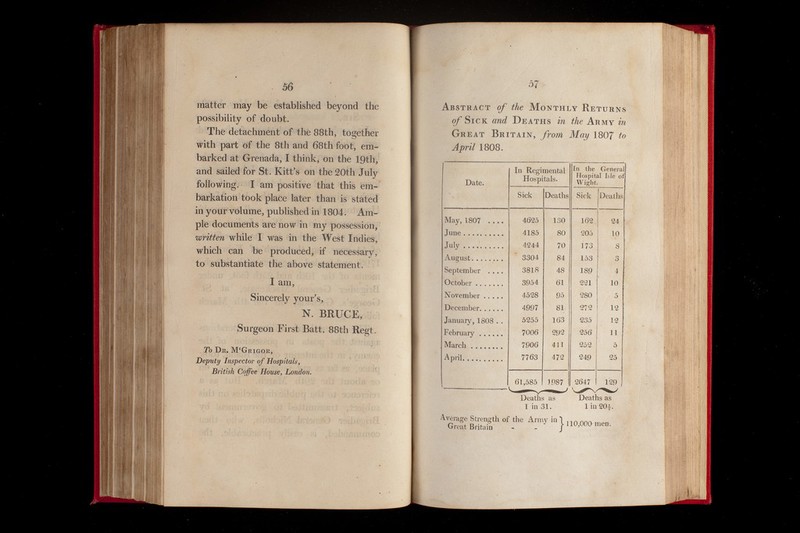 56
matter may be established beyond the
possibility of doubt.
The detachment of the 88th, together
with part of the 8th and 68th foot, em-
barked at Grenada, I think, on the 19th,
and sailed for St. Kitt's on the 20th July
following. I am positive that this em-
barkation took place later than is stated
in your volume, published in 1804. Am-
ple documents are now in my possession,
written while I was in the West Indies,
which can be produced, if necessary,
to substantiate the above statement.
I am,
Sincerely your's,
N. BRUCE,
Surgeon First Batt. 88th Regt.
To Dr. M'Grigor,
Deputy Inspector of Hospitals,
British Coffee House, London.
57
Abstract of the Monthly Returns
of Sick and Deaths in the Army in
Great Britain, from May 1807 to
April 1808.
Date. In Regimental Hospitals. In the General Hospital Isle of Wight.
Sick Deaths Sick Deaths
May, 1807 .... 4625 130 162 24
June .......... 4185 80 205 10
July .......... 4244 70 173 8
August ........ 3304 84 153 3
September .... 3818 48 189 4
October ....... 3954 61 221 10
November ...... 4528 95 280 5
December ...... 4997 81 272 12
January, 1808 .. 5255 163 235 12
February ...... 7006 292 256 11
March ......... 7906 411 252 5
April .......... 7763 472 249 25
61,585 1987 2647 129
Deaths as Deaths as
1 in 31. 1 in 20½.
Average Strength of the Army in } 110,000 men.
Great Britain - - }